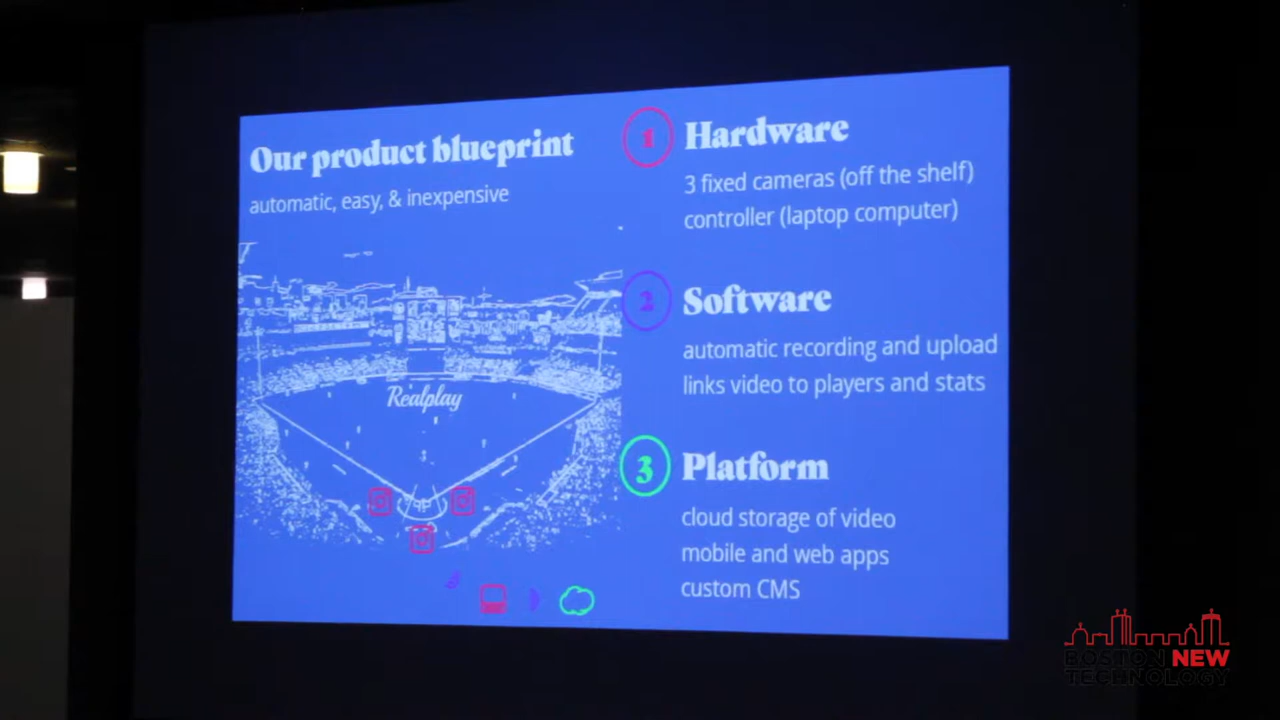 Our product blueprint
automatic, easy, & inexpensive
Realplay
1 Hardware
3 fixed cameras (off the shelf)
controller (laptop computer)
2 Software
automatic recording and upload
links video to players and stats
3 Platform
cloud storage of video
mobile and web apps
custom CMS
BOSTON NEW
TECHNOLOGY